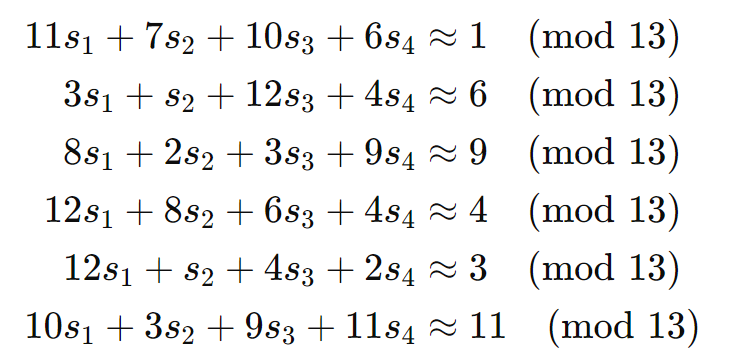 11s₁ + 7s₂ + 10s₃ + 6s₄ ≈ 1 (mod 13)
3s₁ + s₂ + 12s₃ + 4s₄ ≈ 6 (mod 13)
8s₁ + 2s₂ + 3s₃ + 9s₄ ≈ 9 (mod 13)
12s₁ + 8s₂ + 6s₃ + 4s₄ ≈ 4 (mod 13)
12s₁ + s₂ + 4s₃ + 2s₄ ≈ 3 (mod 13)
10s₁ + 3s₂ + 9s₃ + 11s₄ ≈ 11 (mod 13)